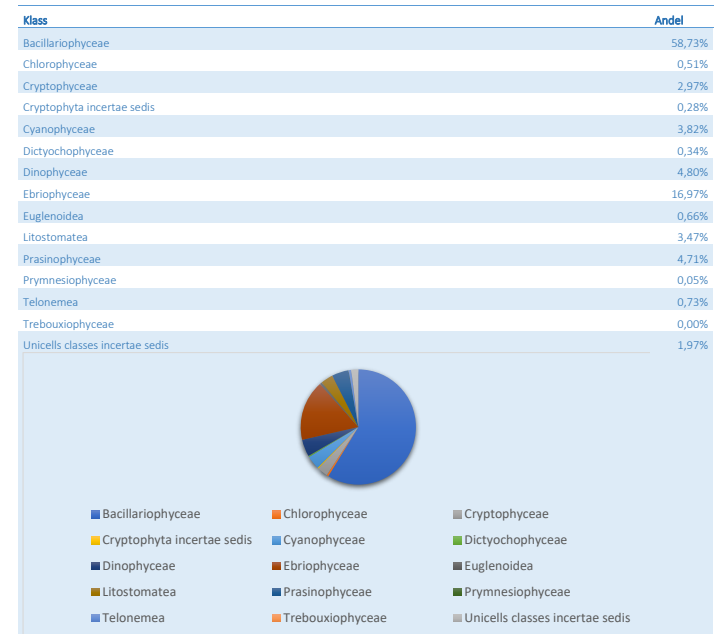 Klass Andel
Bacillariophyceae 58,73%
Chlorophyceae 0,51%
Cryptophyceae 2,97%
Cryptophyta incertae sedis 0,28%
Cyanophyceae 3,82%
Dictyochophyceae 0,34%
Dinophyceae 4,80%
Ebriophyceae 16,97%
Euglenoidea 0,66%
Litostomatea 3,47%
Prasinophyceae 4,71%
Prymnesiophyceae 0,05%
Telonemea 0,73%
Trebouxiophyceae 0,00%
Unicells classes incertae sedis 1,97%
Bacillariophyceae Chlorophyceae Cryptophyceae
Cryptophyta incertae sedis Cyanophyceae Dictyochophyceae
Dinophyceae Ebriophyceae Euglenoidea
Litostomatea Prasinophyceae Prymnesiophyceae
Telonemea Trebouxiophyceae Unicells classes incertae sedis